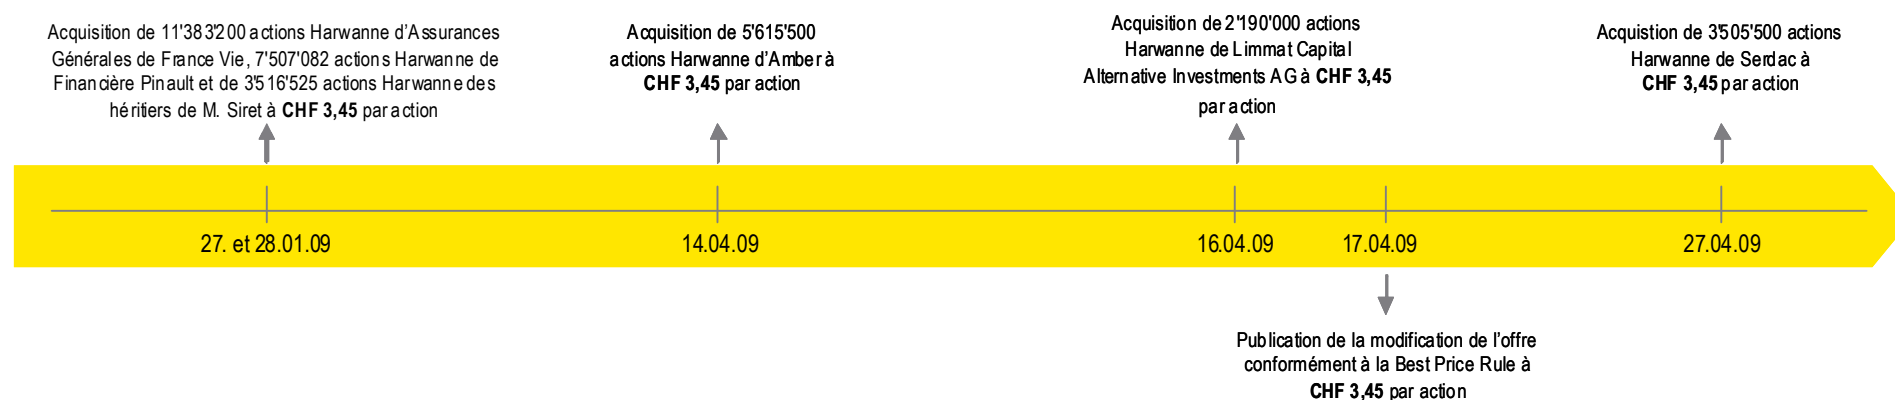 Acquisition de 11'383'200 actions Harwanne d'Assurances
Générales de France Vie, 7'507'082 actions Harwanne de
Financière Pinault et de 3'516'525 actions Harwanne des
héritiers de M. Siret à CHF 3,45 par action
Acquisition de 5'615'500
actions Harwanne d'Amber à
CHF 3,45 par action
Acquisition de 2'190'000 actions
Harwanne de Limmat Capital
Alternative Investments AG à CHF 3,45
par action
Acquistion de 3'505'500 actions
Harwanne de Serdac à
CHF 3,45 par action
27. et 28.01.09
14.04.09
16.04.09
17.04.09
27.04.09
Publication de la modification de l'offre
conformément à la Best Price Rule à
CHF 3,45 par action